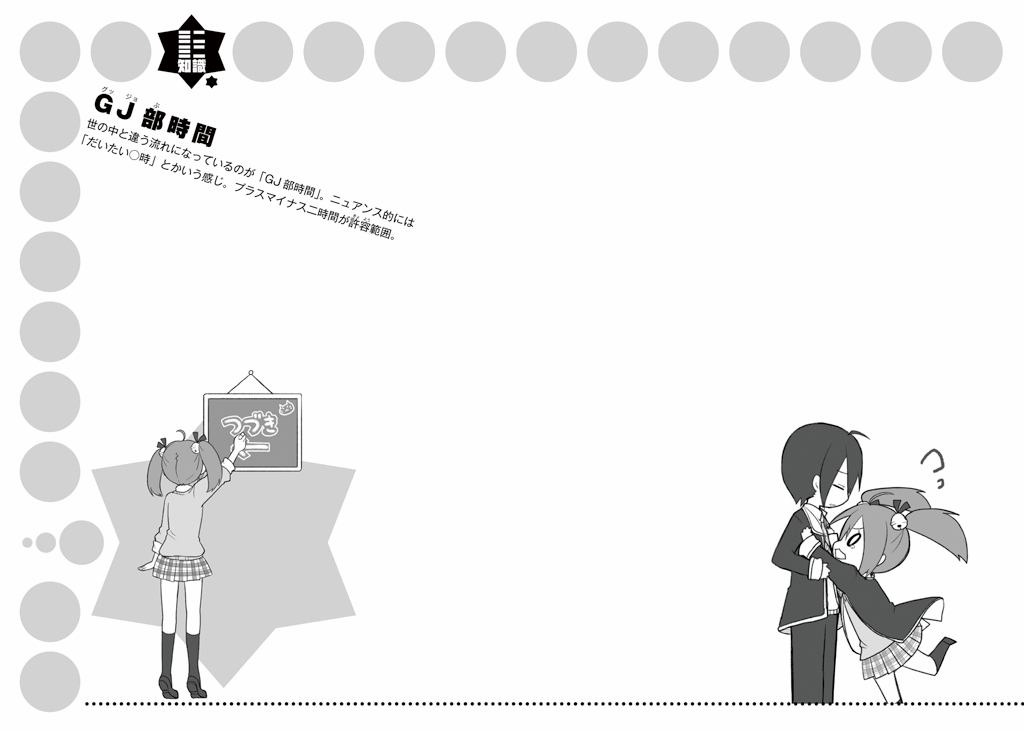 ミニ
知識
GJ部時間
世の中と違う流れになっているのが「GJ部時間」。ニュアンス的には
「だいたい○時」とかいう感じ。プラスマイナス二時間が許容範囲。
つづき